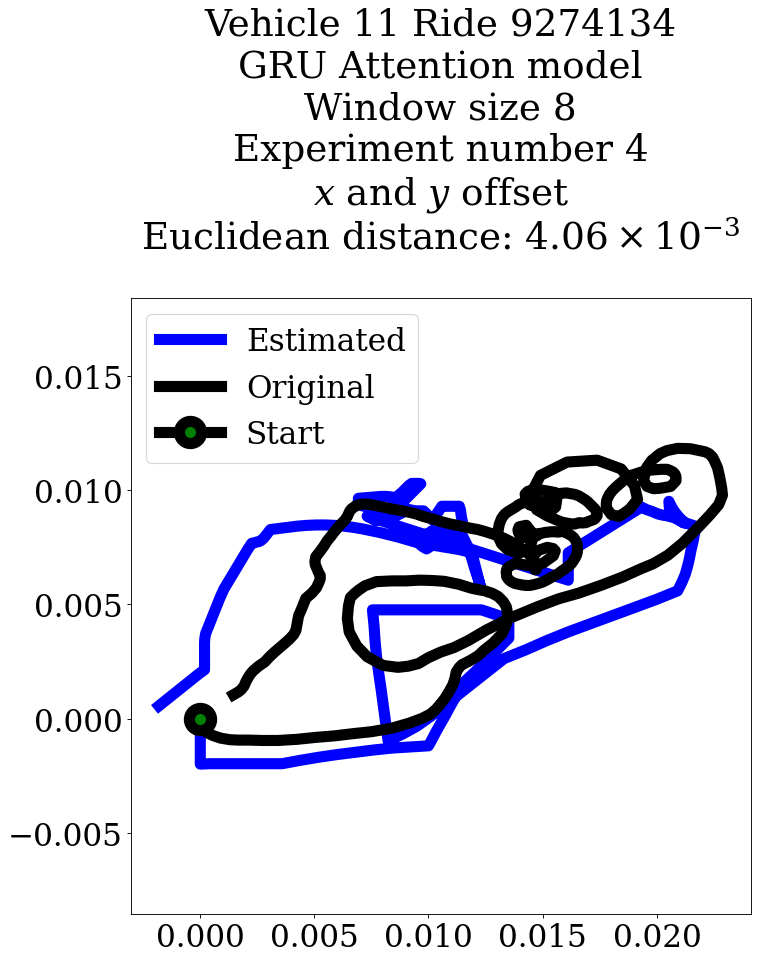 Vehicle 11 Ride 9274134
GRU Attention model
Window size 8
Experiment number 4
x and y offset
Euclidean distance: 4.06 × 10⁻³
Estimated
Original
Start
0.015
0.010
0.005
0.000
−0.005
0.000 0.005 0.010 0.015 0.020